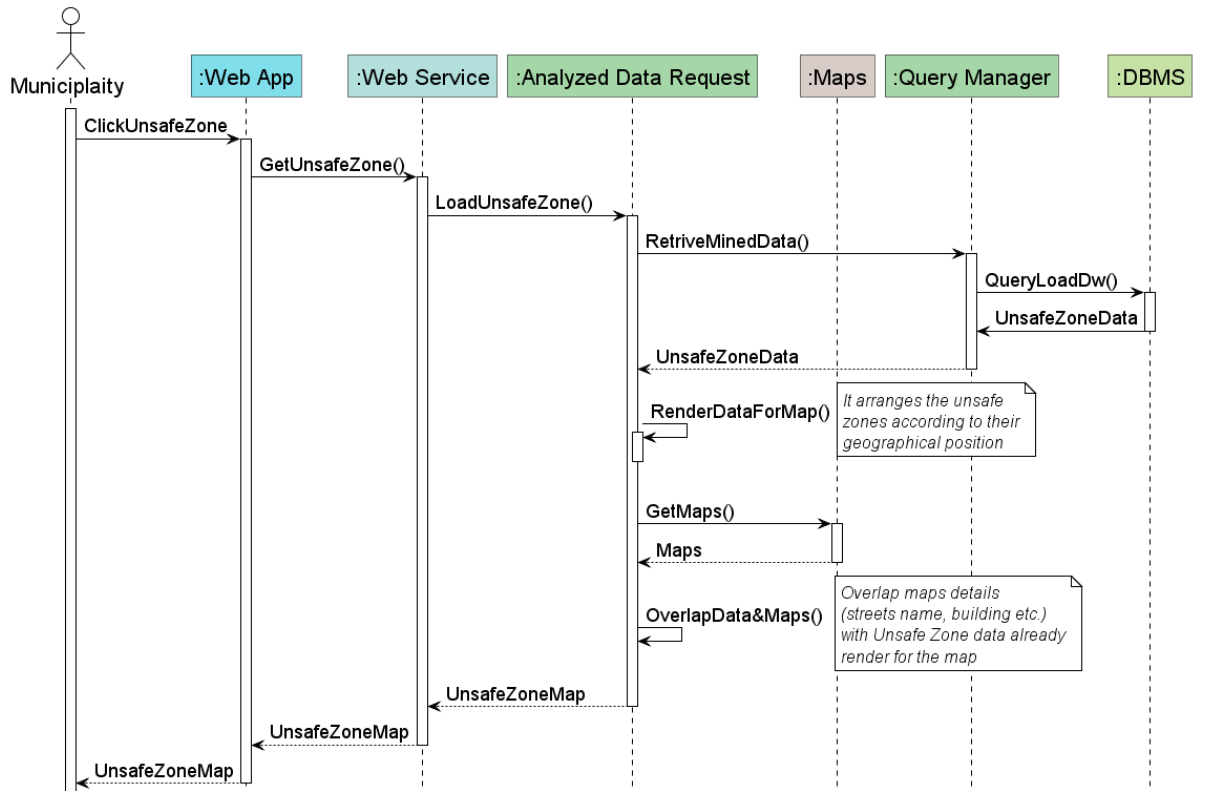 Municiplaity
:Web App
:Web Service
:Analyzed Data Request
:Maps
:Query Manager
:DBMS
ClickUnsafeZone
GetUnsafeZone()
LoadUnsafeZone()
RetriveMinedData()
QueryLoadDw()
UnsafeZoneData
UnsafeZoneData
RenderDataForMap()
It arranges the unsafe
zones according to their
geographical position
GetMaps()
Maps
OverlapData&Maps()
Overlap maps details
(streets name, building etc.)
with Unsafe Zone data already
render for the map
UnsafeZoneMap
UnsafeZoneMap
UnsafeZoneMap